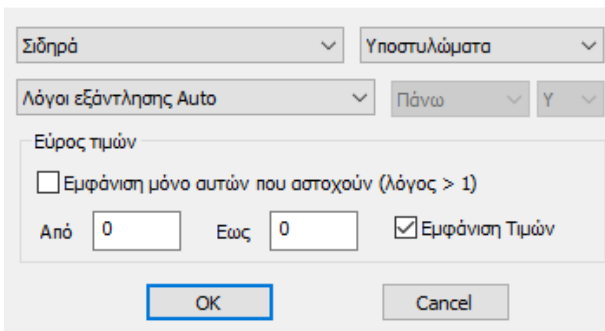 Σιδηρά Υποστυλώματα
Λόγοι εξάντλησης Auto Πάνω Υ
Εύρος τιμών
Εμφάνιση μόνο αυτών που αστοχούν (λόγος > 1)
Από 0 Εως 0 Εμφάνιση Τιμών
OK Cancel